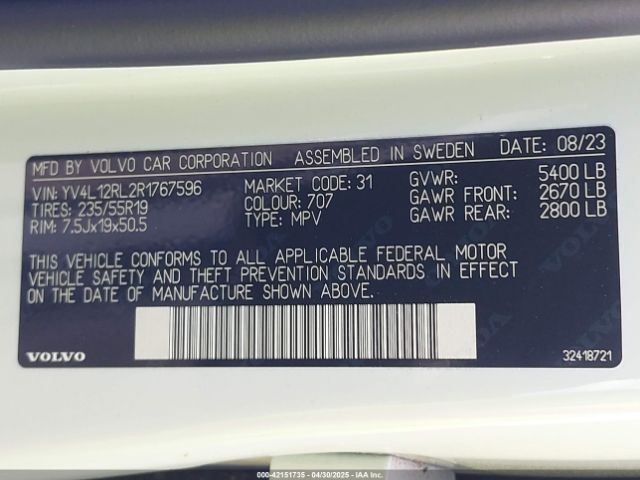 MFD BY VOLVO CAR CORPORATION ASSEMBLED IN SWEDEN DATE: 08/23
VIN: YV4L12RL2R1767596 MARKET CODE: 31 GVWR: 5400 LB
TIRES: 235/55R19 COLOUR: 707 GAWR FRONT: 2670 LB
RIM: 7.5Jx19x50.5 TYPE: MPV GAWR REAR: 2800 LB
THIS VEHICLE CONFORMS TO ALL APPLICABLE FEDERAL MOTOR
VEHICLE SAFETY AND THEFT PREVENTION STANDARDS IN EFFECT
ON THE DATE OF MANUFACTURE SHOWN ABOVE.
VOLVO 32418721
000-42151735 - 04/30/2025 - IAA Inc.